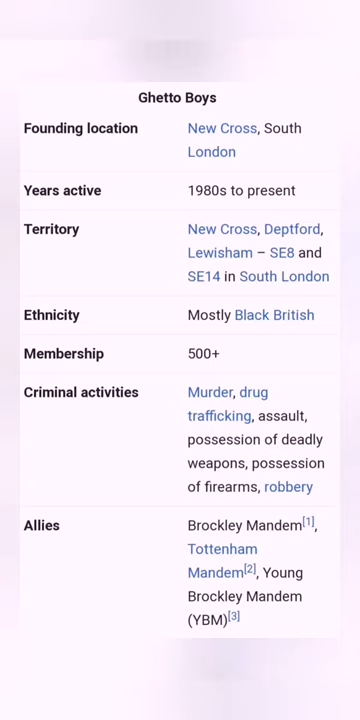 Ghetto Boys
Founding location
New Cross, South
London
Years active
1980s to present
Territory
New Cross, Deptford,
Lewisham – SE8 and
SE14 in South London
Ethnicity
Mostly Black British
Membership
500+
Criminal activities
Murder, drug
trafficking, assault,
possession of deadly
weapons, possession
of firearms, robbery
Allies
Brockley Mandem[1],
Tottenham
Mandem[2], Young
Brockley Mandem
(YBM)[3]